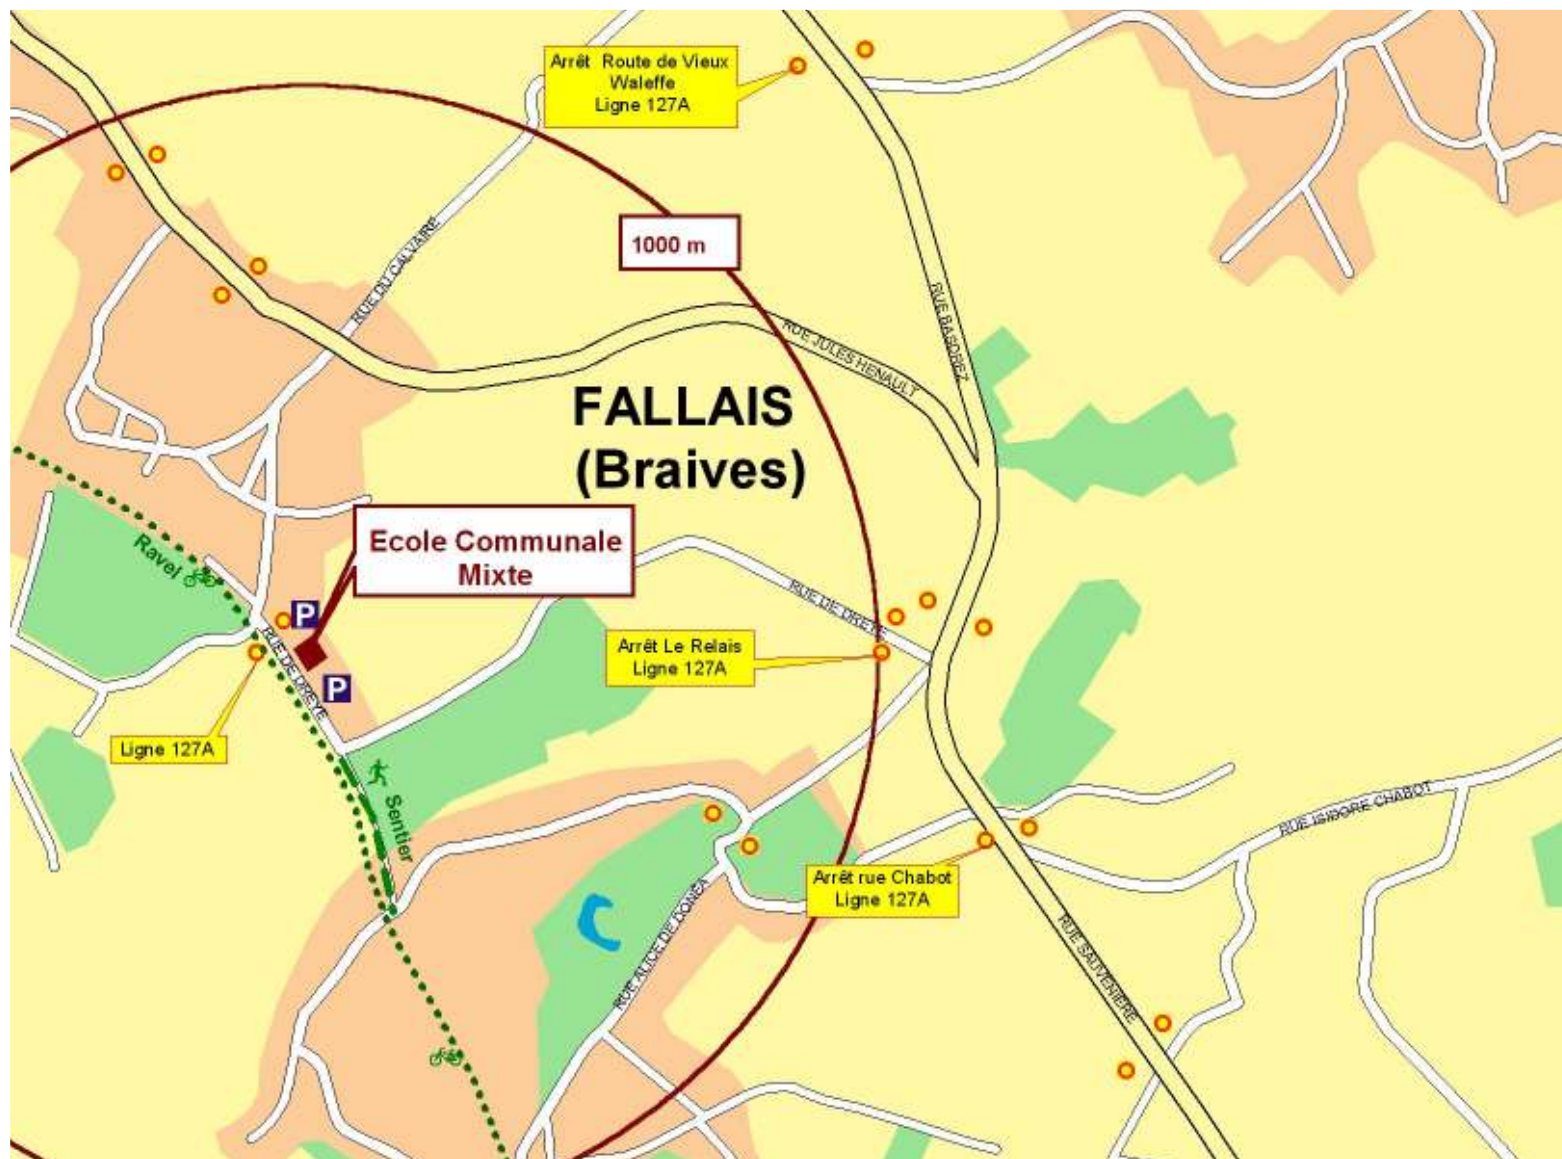 Arrêt Route de Vieux
Waleffe
Ligne 127A
1000 m
RUE DU CALVAIRE
RUE BASDREZ
RUE JULES HENAULT
FALLAIS
(Braives)
Ecole Communale
Mixte
Ravel
P
RUE DE DREYE
Arrêt Le Relais
Ligne 127A
RUE DE DREYE
P
Ligne 127A
Sentier
RUE ISIDORE CHABOT
Arrêt rue Chabot
Ligne 127A
RUE ALICE DE DONEA
RUE SAUVENIERE